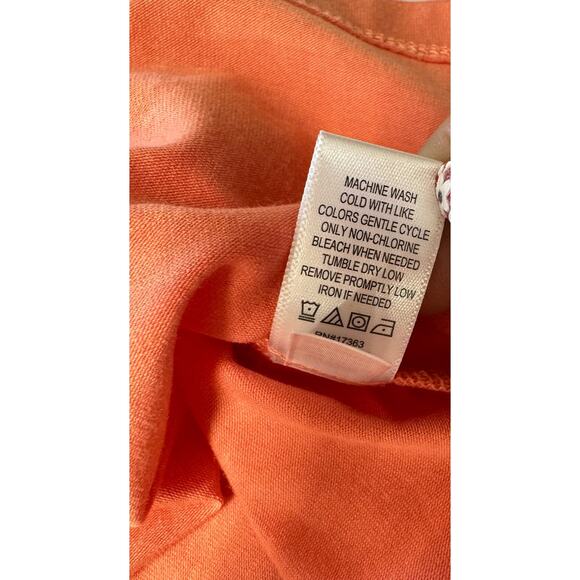 MACHINE WASH
COLD WITH LIKE
COLORS GENTLE CYCLE
ONLY NON-CHLORINE
BLEACH WHEN NEEDED
TUMBLE DRY LOW
REMOVE PROMPTLY LOW
IRON IF NEEDED
RN#17363